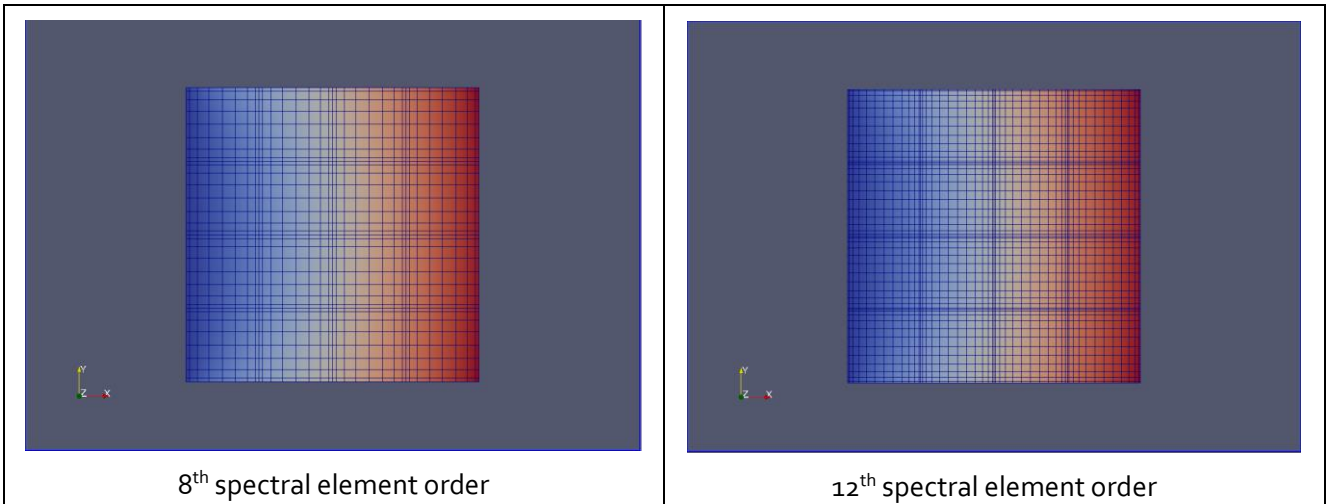 Y
Z X
8th spectral element order
Y
Z X
12th spectral element order